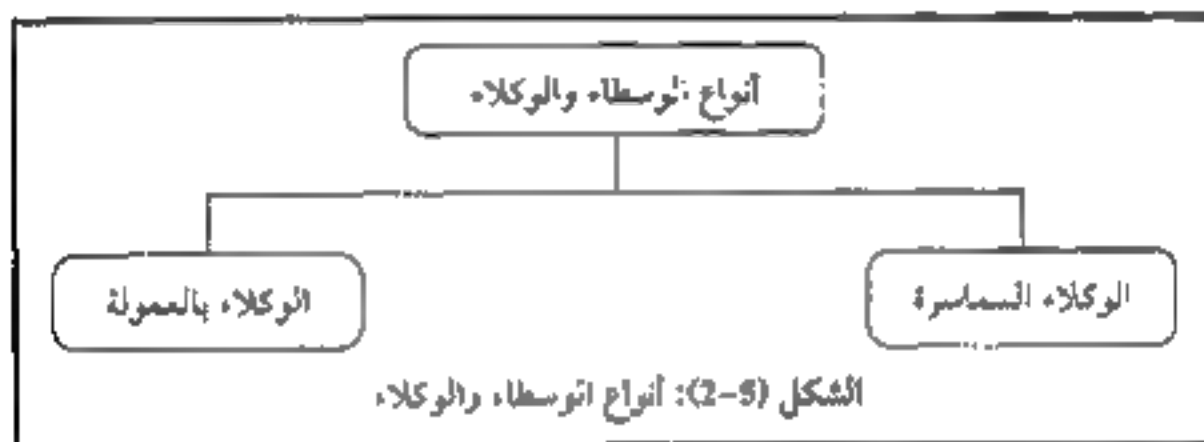 أنواع الوسطاء والوكلاء
الوكلاء السماسرة
الوكلاء بالعمولة
الشكل (5-2): أنواع الوسطاء والوكلاء